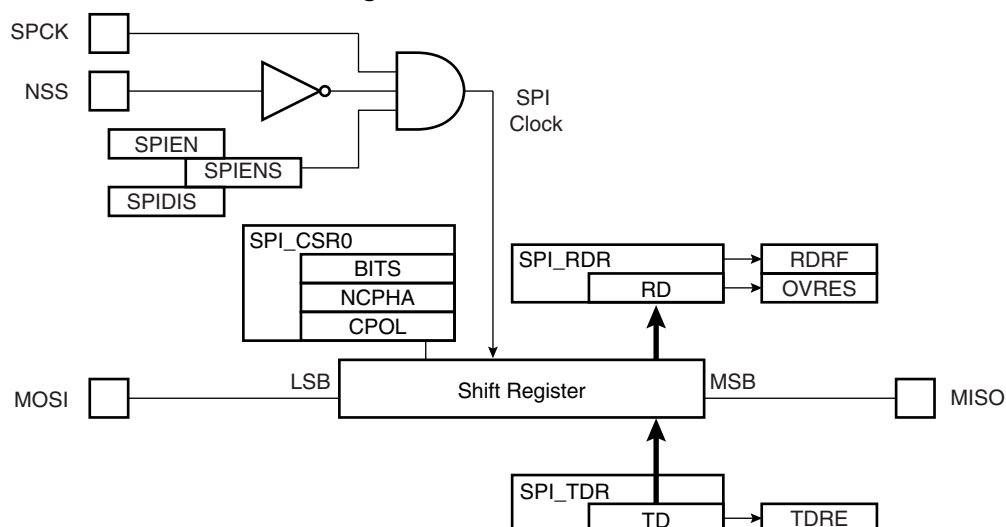 SPCK
NSS
SPI
Clock
SPIEN
SPIENS
SPIDIS
SPI_CSR0
BITS
NCPHA
CPOL
SPI_RDR
RD
RDRF
OVRES
MOSI
LSB
Shift Register
MSB
MISO
SPI_TDR
TD
TDRE